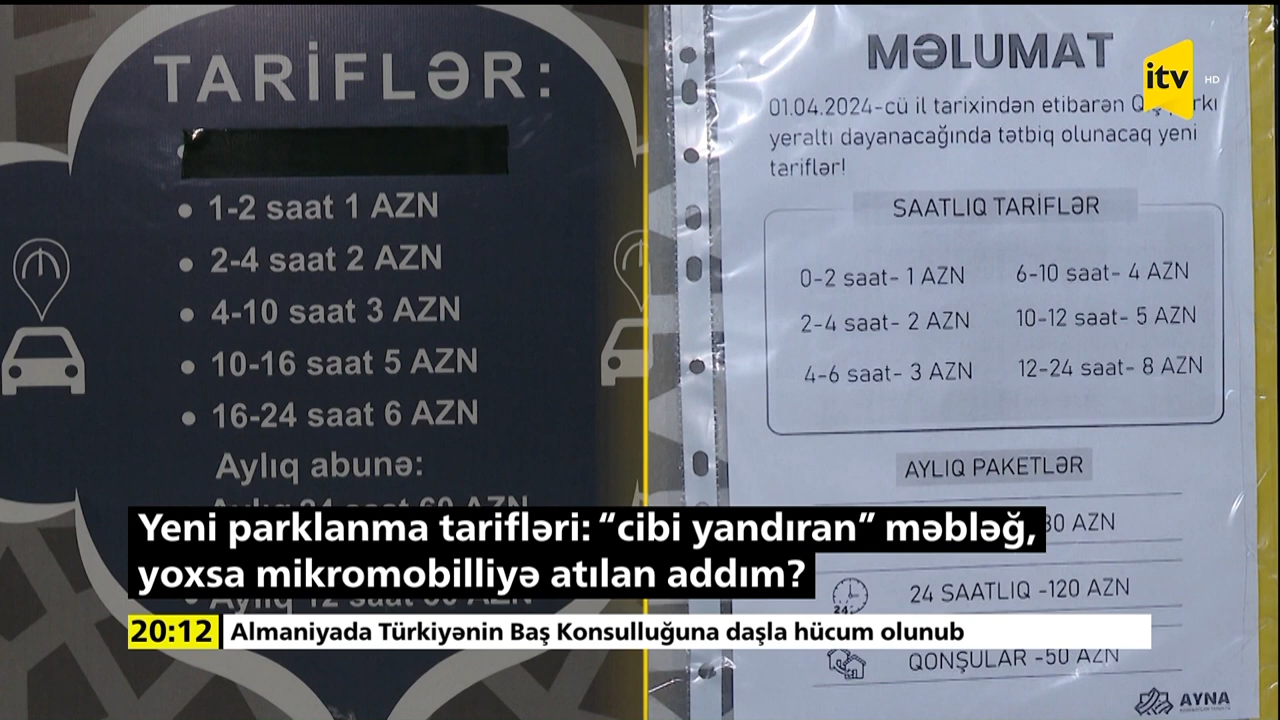 TARİFLƏR:
1-2 saat 1 AZN
2-4 saat 2 AZN
4-10 saat 3 AZN
10-16 saat 5 AZN
16-24 saat 6 AZN
Aylıq abunə:
MƏLUMAT
01.04.2024-cü il tarixindən etibarən
yeraltı dayanacağında tətbiq olunacaq yeni
tariflər!
SAATLIQ TARİFLƏR
0-2 saat- 1 AZN
6-10 saat- 4 AZN
2-4 saat- 2 AZN
10-12 saat- 5 AZN
4-6 saat- 3 AZN
12-24 saat- 8 AZN
AYLIQ PAKETLƏR
AZN
24 SAATLIQ -120 AZN
QONŞULAR -50 AZN
AYNA
itv HD
Yeni parklanma tarifləri: “cibi yandıran” məbləğ,
yoxsa mikromobilliyə atılan addım?
20:12 Almaniyada Türkiyənin Baş Konsulluğuna daşla hücum olunub